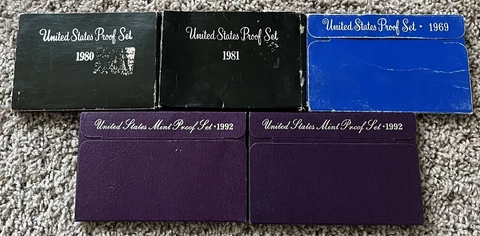 United States Proof Set
1980
United States Proof Set
1981
United States Proof Set · 1969
United States Mint Proof Set · 1992
United States Mint Proof Set · 1992